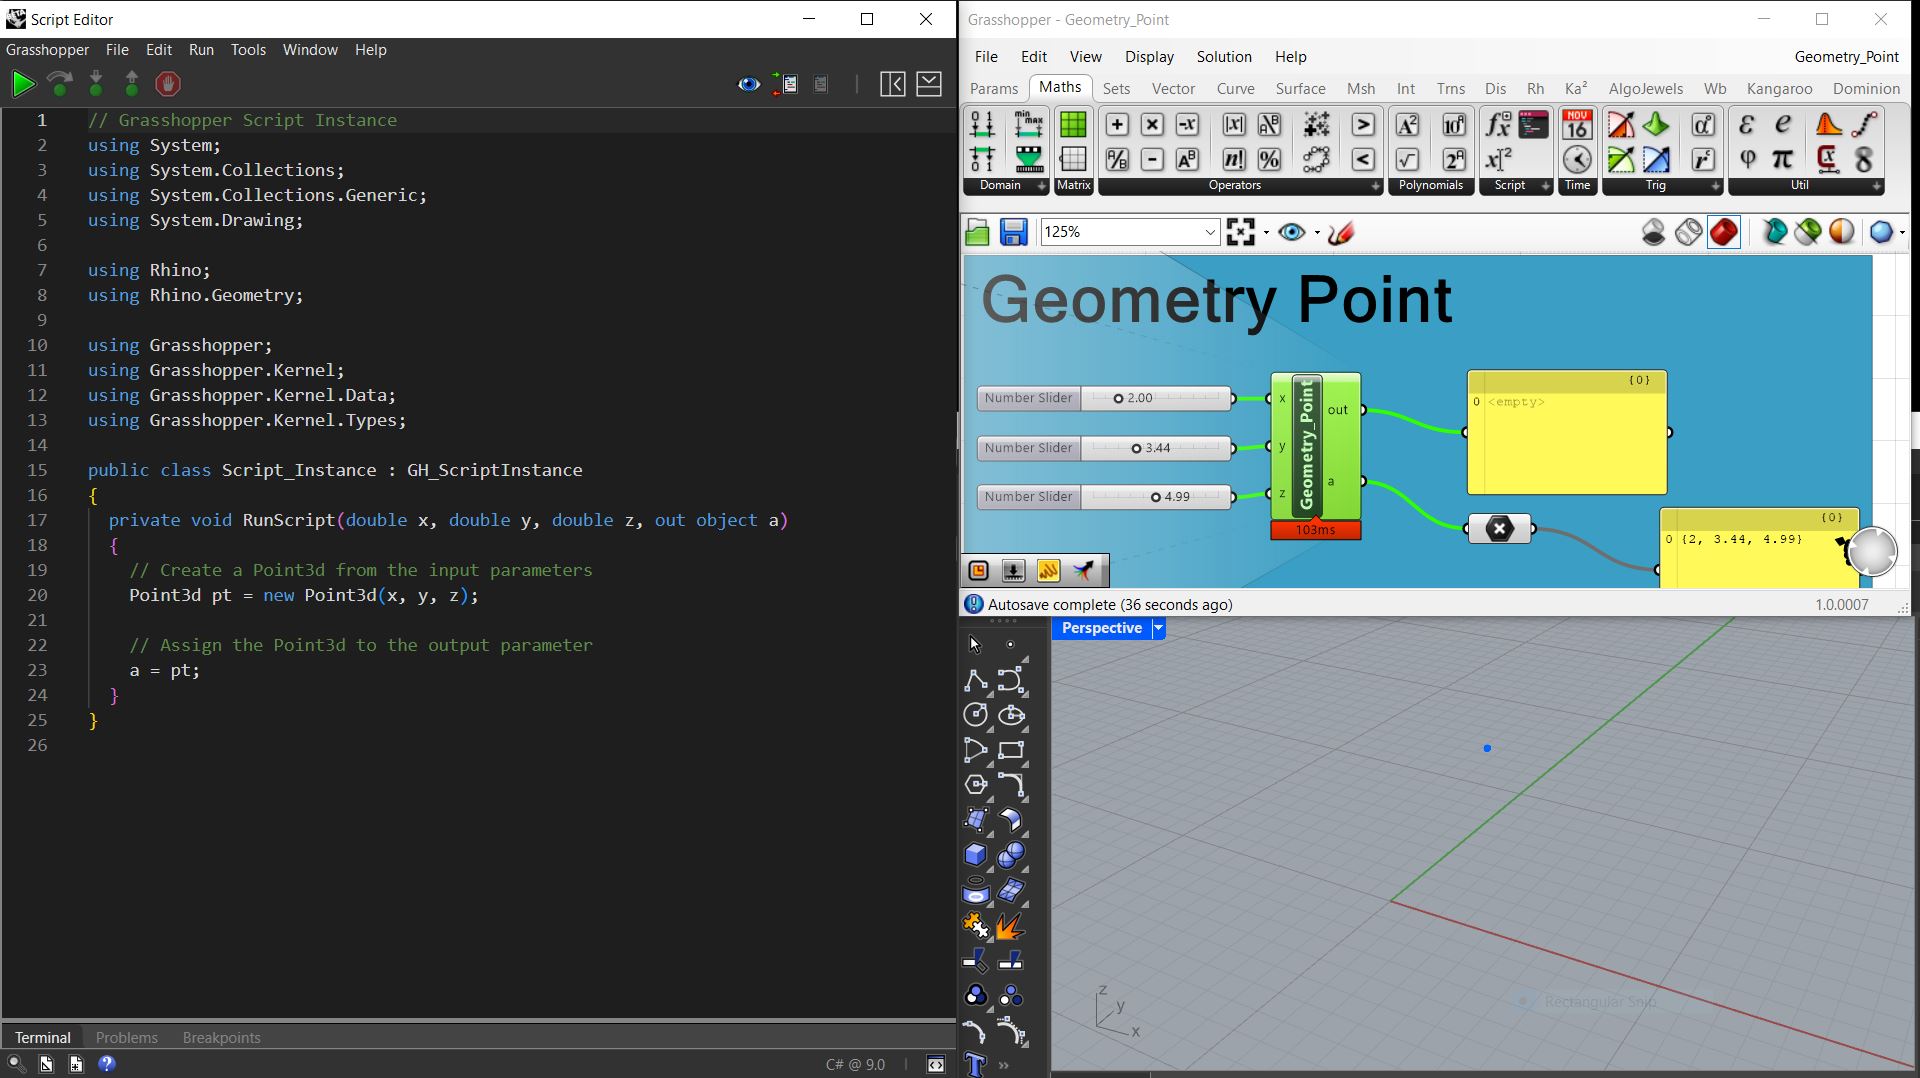 Script Editor
Grasshopper File Edit Run Tools Window Help
1 // Grasshopper Script Instance
2 using System;
3 using System.Collections;
4 using System.Collections.Generic;
5 using System.Drawing;
6
7 using Rhino;
8 using Rhino.Geometry;
9
10 using Grasshopper;
11 using Grasshopper.Kernel;
12 using Grasshopper.Kernel.Data;
13 using Grasshopper.Kernel.Types;
14
15 public class Script_Instance : GH_ScriptInstance
16 {
17 private void RunScript(double x, double y, double z, out object a)
18 {
19 // Create a Point3d from the input parameters
20 Point3d pt = new Point3d(x, y, z);
21
22 // Assign the Point3d to the output parameter
23 a = pt;
24 }
25 }
26
Terminal Problems Breakpoints
C# @ 9.0
Grasshopper - Geometry_Point
File Edit View Display Solution Help Geometry_Point
Params Maths Sets Vector Curve Surface Msh Int Trns Dis Rh Ka² AlgoJewels Wb Kangaroo Dominion
Domain Matrix Operators Polynomials Script Time Trig Util
125%
Geometry Point
Number Slider 2.00
Number Slider 3.44
Number Slider 4.99
x
y
z
Geometry_Point
out
a
103ms
{0}
0 <empty>
{0}
0 {2, 3.44, 4.99}
Autosave complete (36 seconds ago) 1.0.0007
Perspective
Rectangular Snip
z
y
x